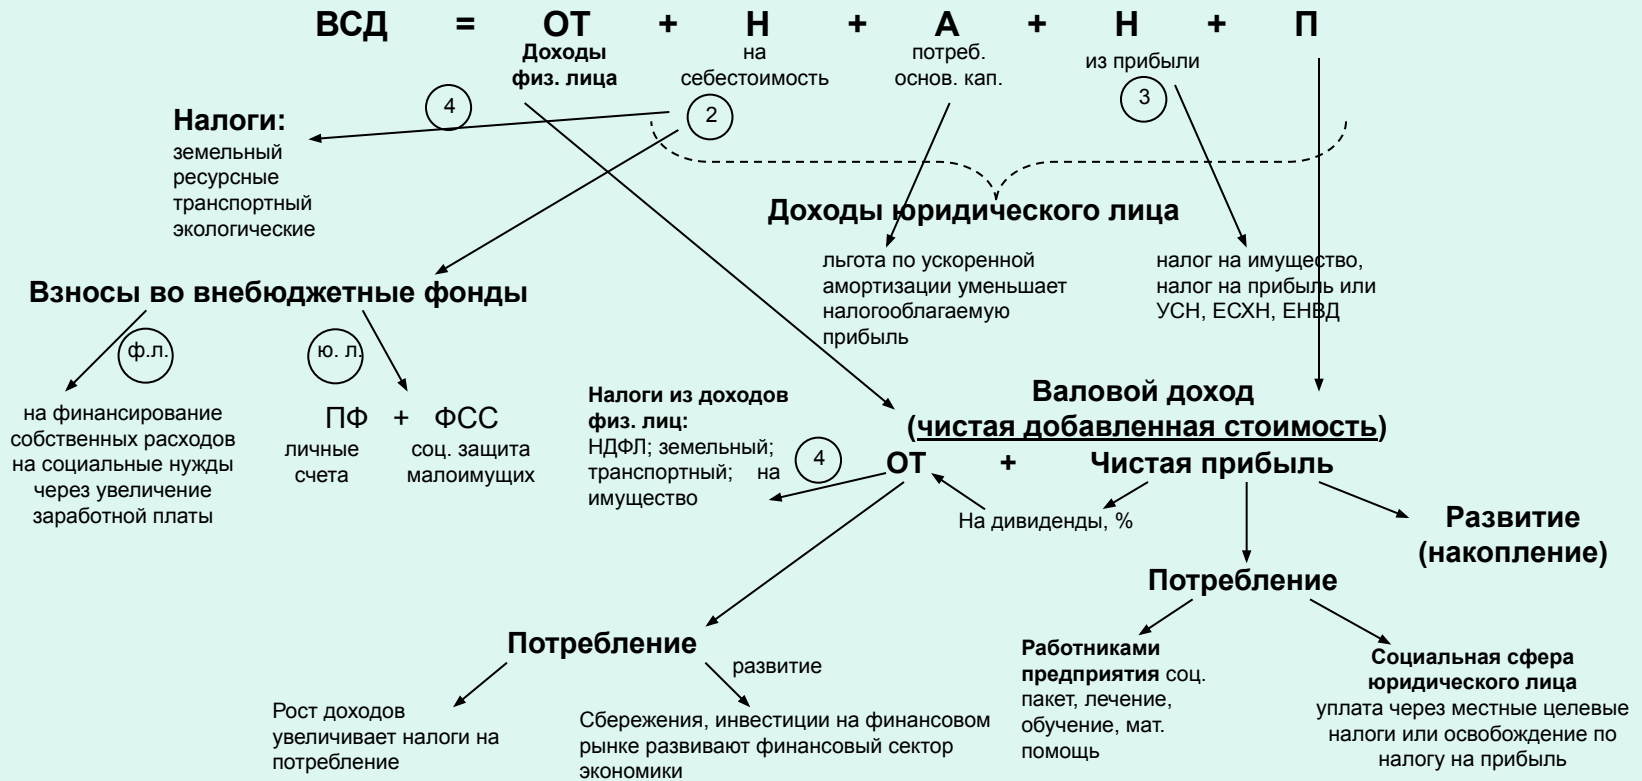 ВСД = ОТ + Н + А + Н + П
Доходы
физ. лица
на
себестоимость
потреб.
основ. кап.
из прибыли
4
2
3
Налоги:
земельный
ресурсные
транспортный
экологические
Доходы юридического лица
льгота по ускоренной
амортизации уменьшает
налогооблагаемую
прибыль
налог на имущество,
налог на прибыль или
УСН, ЕСХН, ЕНВД
Взносы во внебюджетные фонды
ф.л.
ю. л.
на финансирование
собственных расходов
на социальные нужды
через увеличение
заработной платы
ПФ + ФСС
личные
счета
соц. защита
малоимущих
Налоги из доходов
физ. лиц:
НДФЛ; земельный;
транспортный; на
имущество
4
Валовой доход
(чистая добавленная стоимость)
ОТ + Чистая прибыль
На дивиденды, %
Развитие
(накопление)
Потребление
Потребление
развитие
Рост доходов
увеличивает налоги на
потребление
Сбережения, инвестиции на финансовом
рынке развивают финансовый сектор
экономики
Работниками
предприятия соц.
пакет, лечение,
обучение, мат.
помощь
Социальная сфера
юридического лица
уплата через местные целевые
налоги или освобождение по
налогу на прибыль